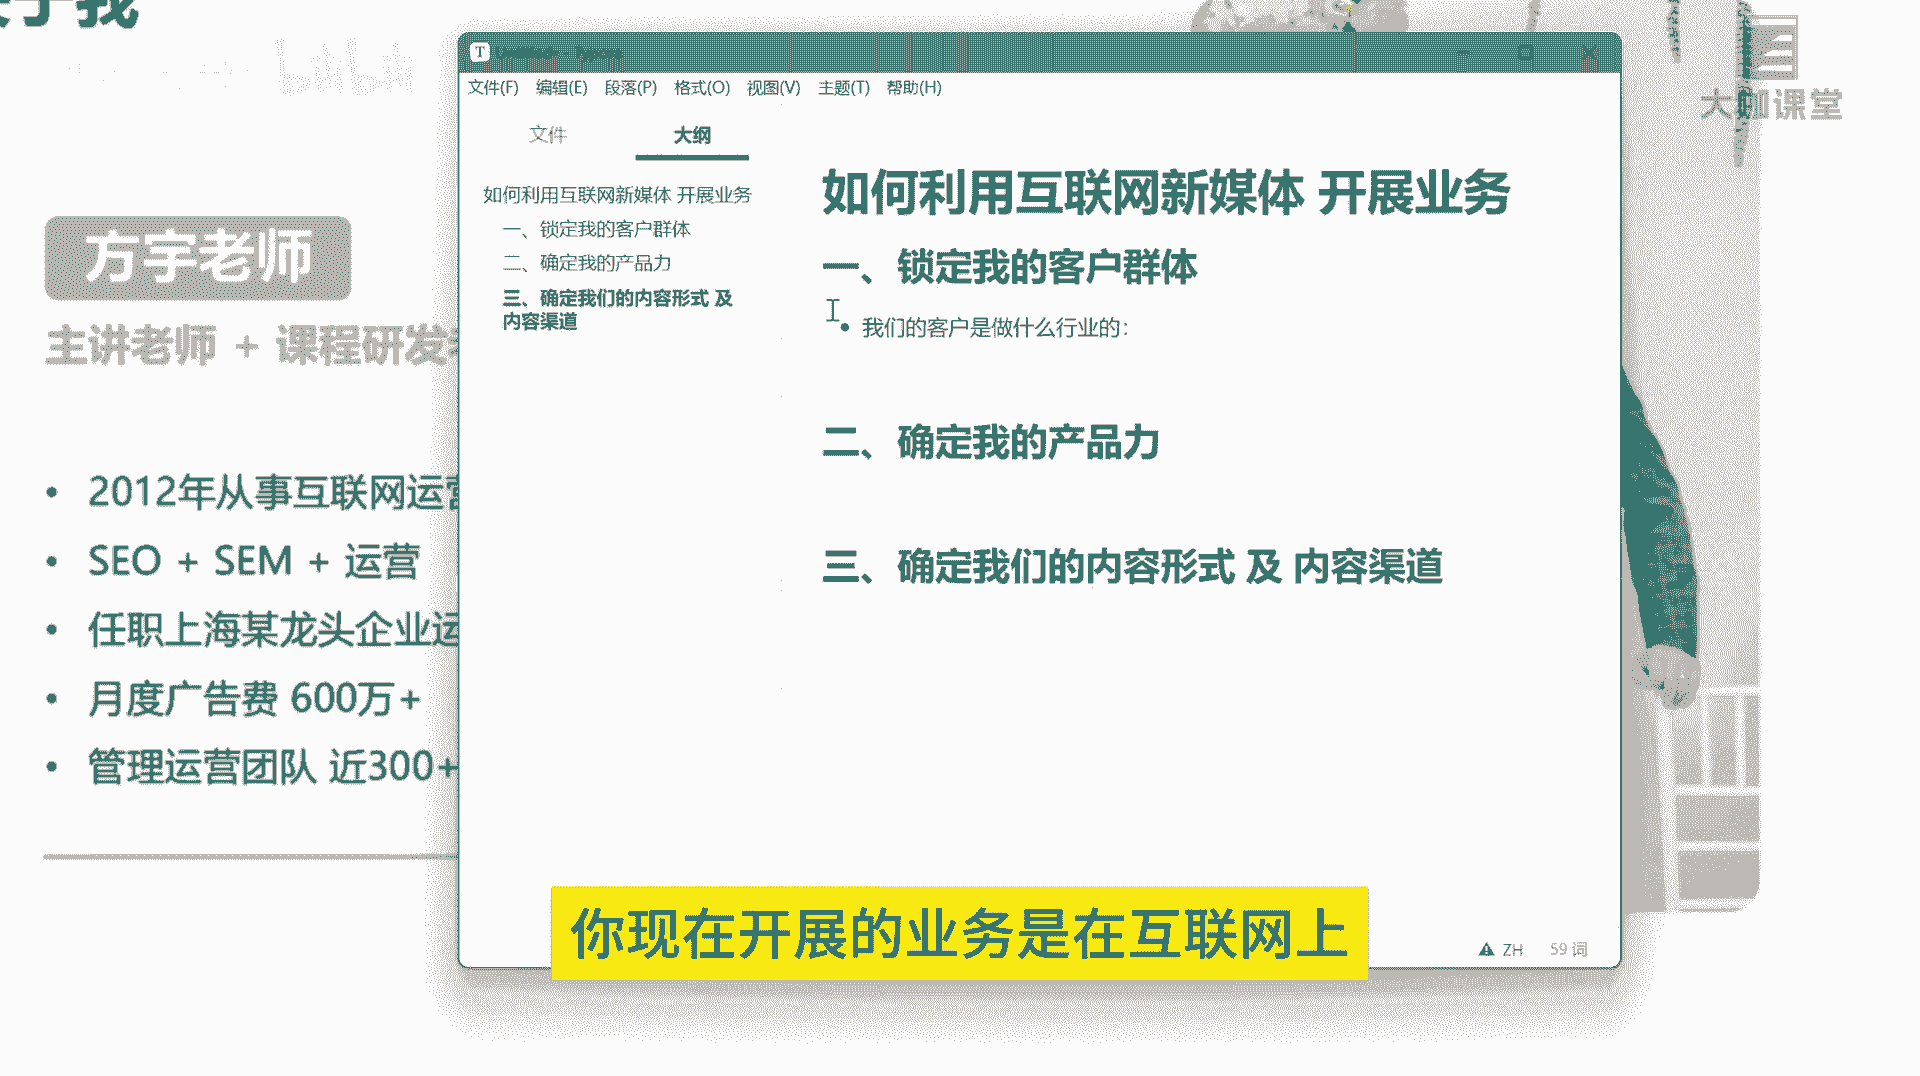 bilibili
大咖课堂
方宇老师
主讲老师 + 课程研发
• 2012年从事互联网运营
• SEO + SEM + 运营
• 任职上海某龙头企业运
• 月度广告费 600万+
• 管理运营团队 近300+
文件(F) 编辑(E) 段落(P) 格式(O) 视图(V) 主题(T) 帮助(H)
文件 大纲
如何利用互联网新媒体 开展业务
一、锁定我的客户群体
二、确定我的产品力
三、确定我们的内容形式 及
内容渠道
如何利用互联网新媒体 开展业务
一、锁定我的客户群体
• 我们的客户是做什么行业的:
二、确定我的产品力
三、确定我们的内容形式 及 内容渠道
ZH 59 词
你现在开展的业务是在互联网上